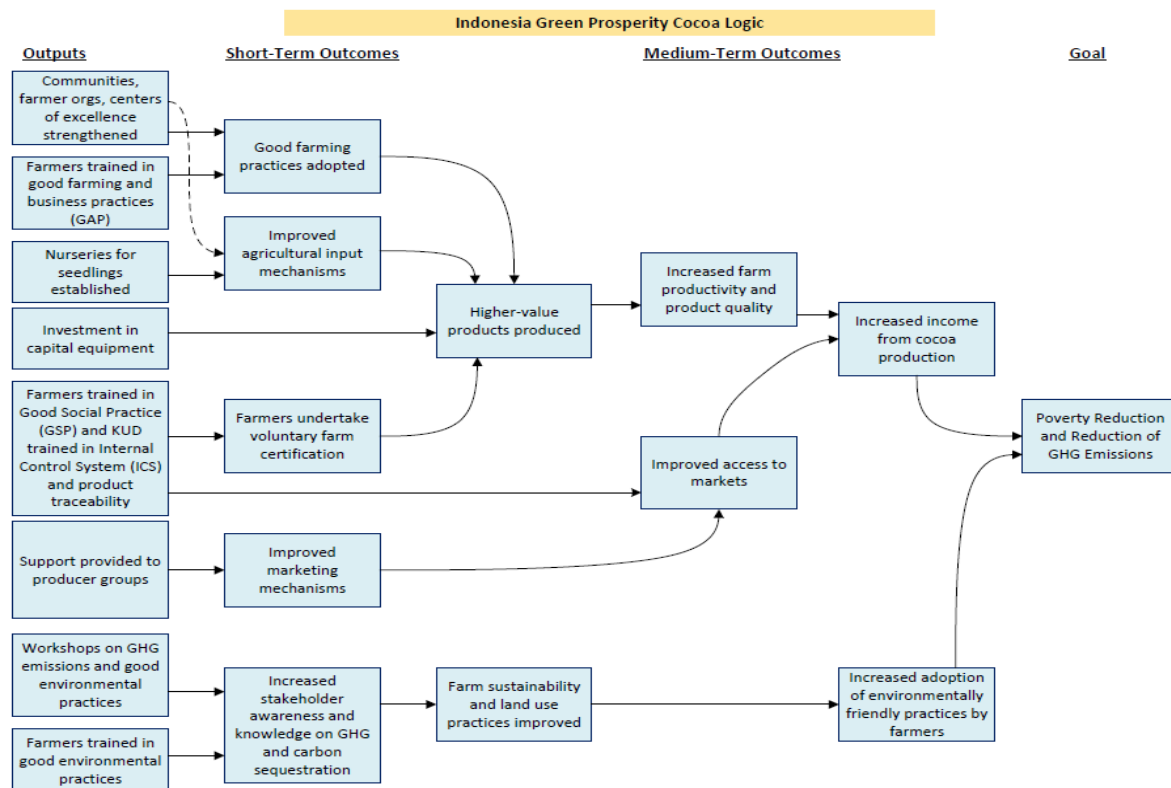 Indonesia Green Prosperity Cocoa Logic
Outputs
Short-Term Outcomes
Medium-Term Outcomes
Goal
Communities,
farmer orgs, centers
of excellence
strengthened
Farmers trained in
good farming and
business practices
(GAP)
Nurseries for
seedlings
established
Investment in
capital equipment
Farmers trained in
Good Social Practice
(GSP) and KUD
trained in Internal
Control System (ICS)
and product
traceability
Support provided to
producer groups
Workshops on GHG
emissions and good
environmental
practices
Farmers trained in
good environmental
practices
Good farming
practices adopted
Improved
agricultural input
mechanisms
Farmers undertake
voluntary farm
certification
Improved
marketing
mechanisms
Increased
stakeholder
awareness and
knowledge on GHG
and carbon
sequestration
Higher-value
products produced
Farm sustainability
and land use
practices improved
Increased farm
productivity and
product quality
Improved access to
markets
Increased income
from cocoa
production
Increased adoption
of environmentally
friendly practices by
farmers
Poverty Reduction
and Reduction of
GHG Emissions